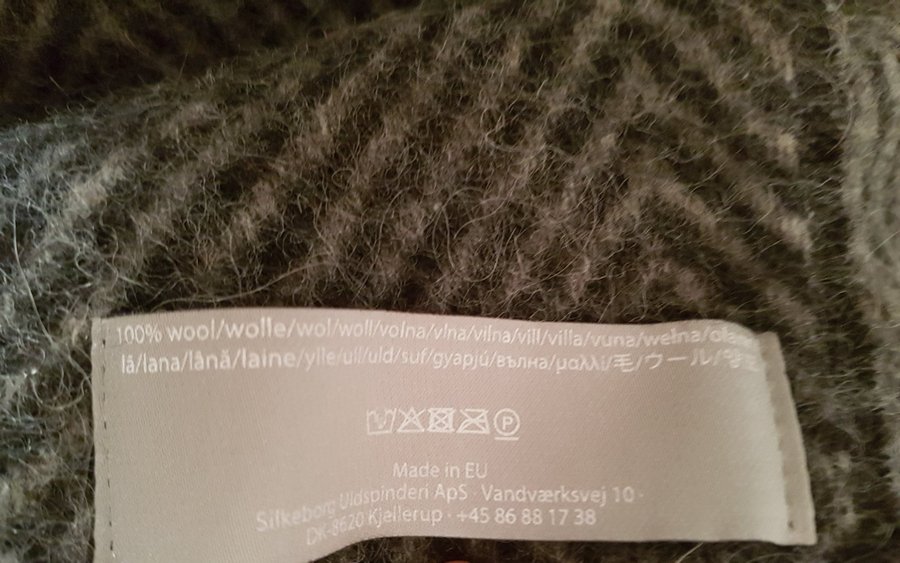 100% wool/wolle/wol/woll/volna/vlna/vilna/vill/villa/vuna/wełna/
lã/lana/lână/laine/ylle/ull/uld/suf/gyapjú/вълна/μαλλί/毛/ウール/
P
Made in EU
Silkeborg Uldspinderi ApS · Vandværksvej 10 ·
DK-8620 Kjellerup · +45 86 88 17 38